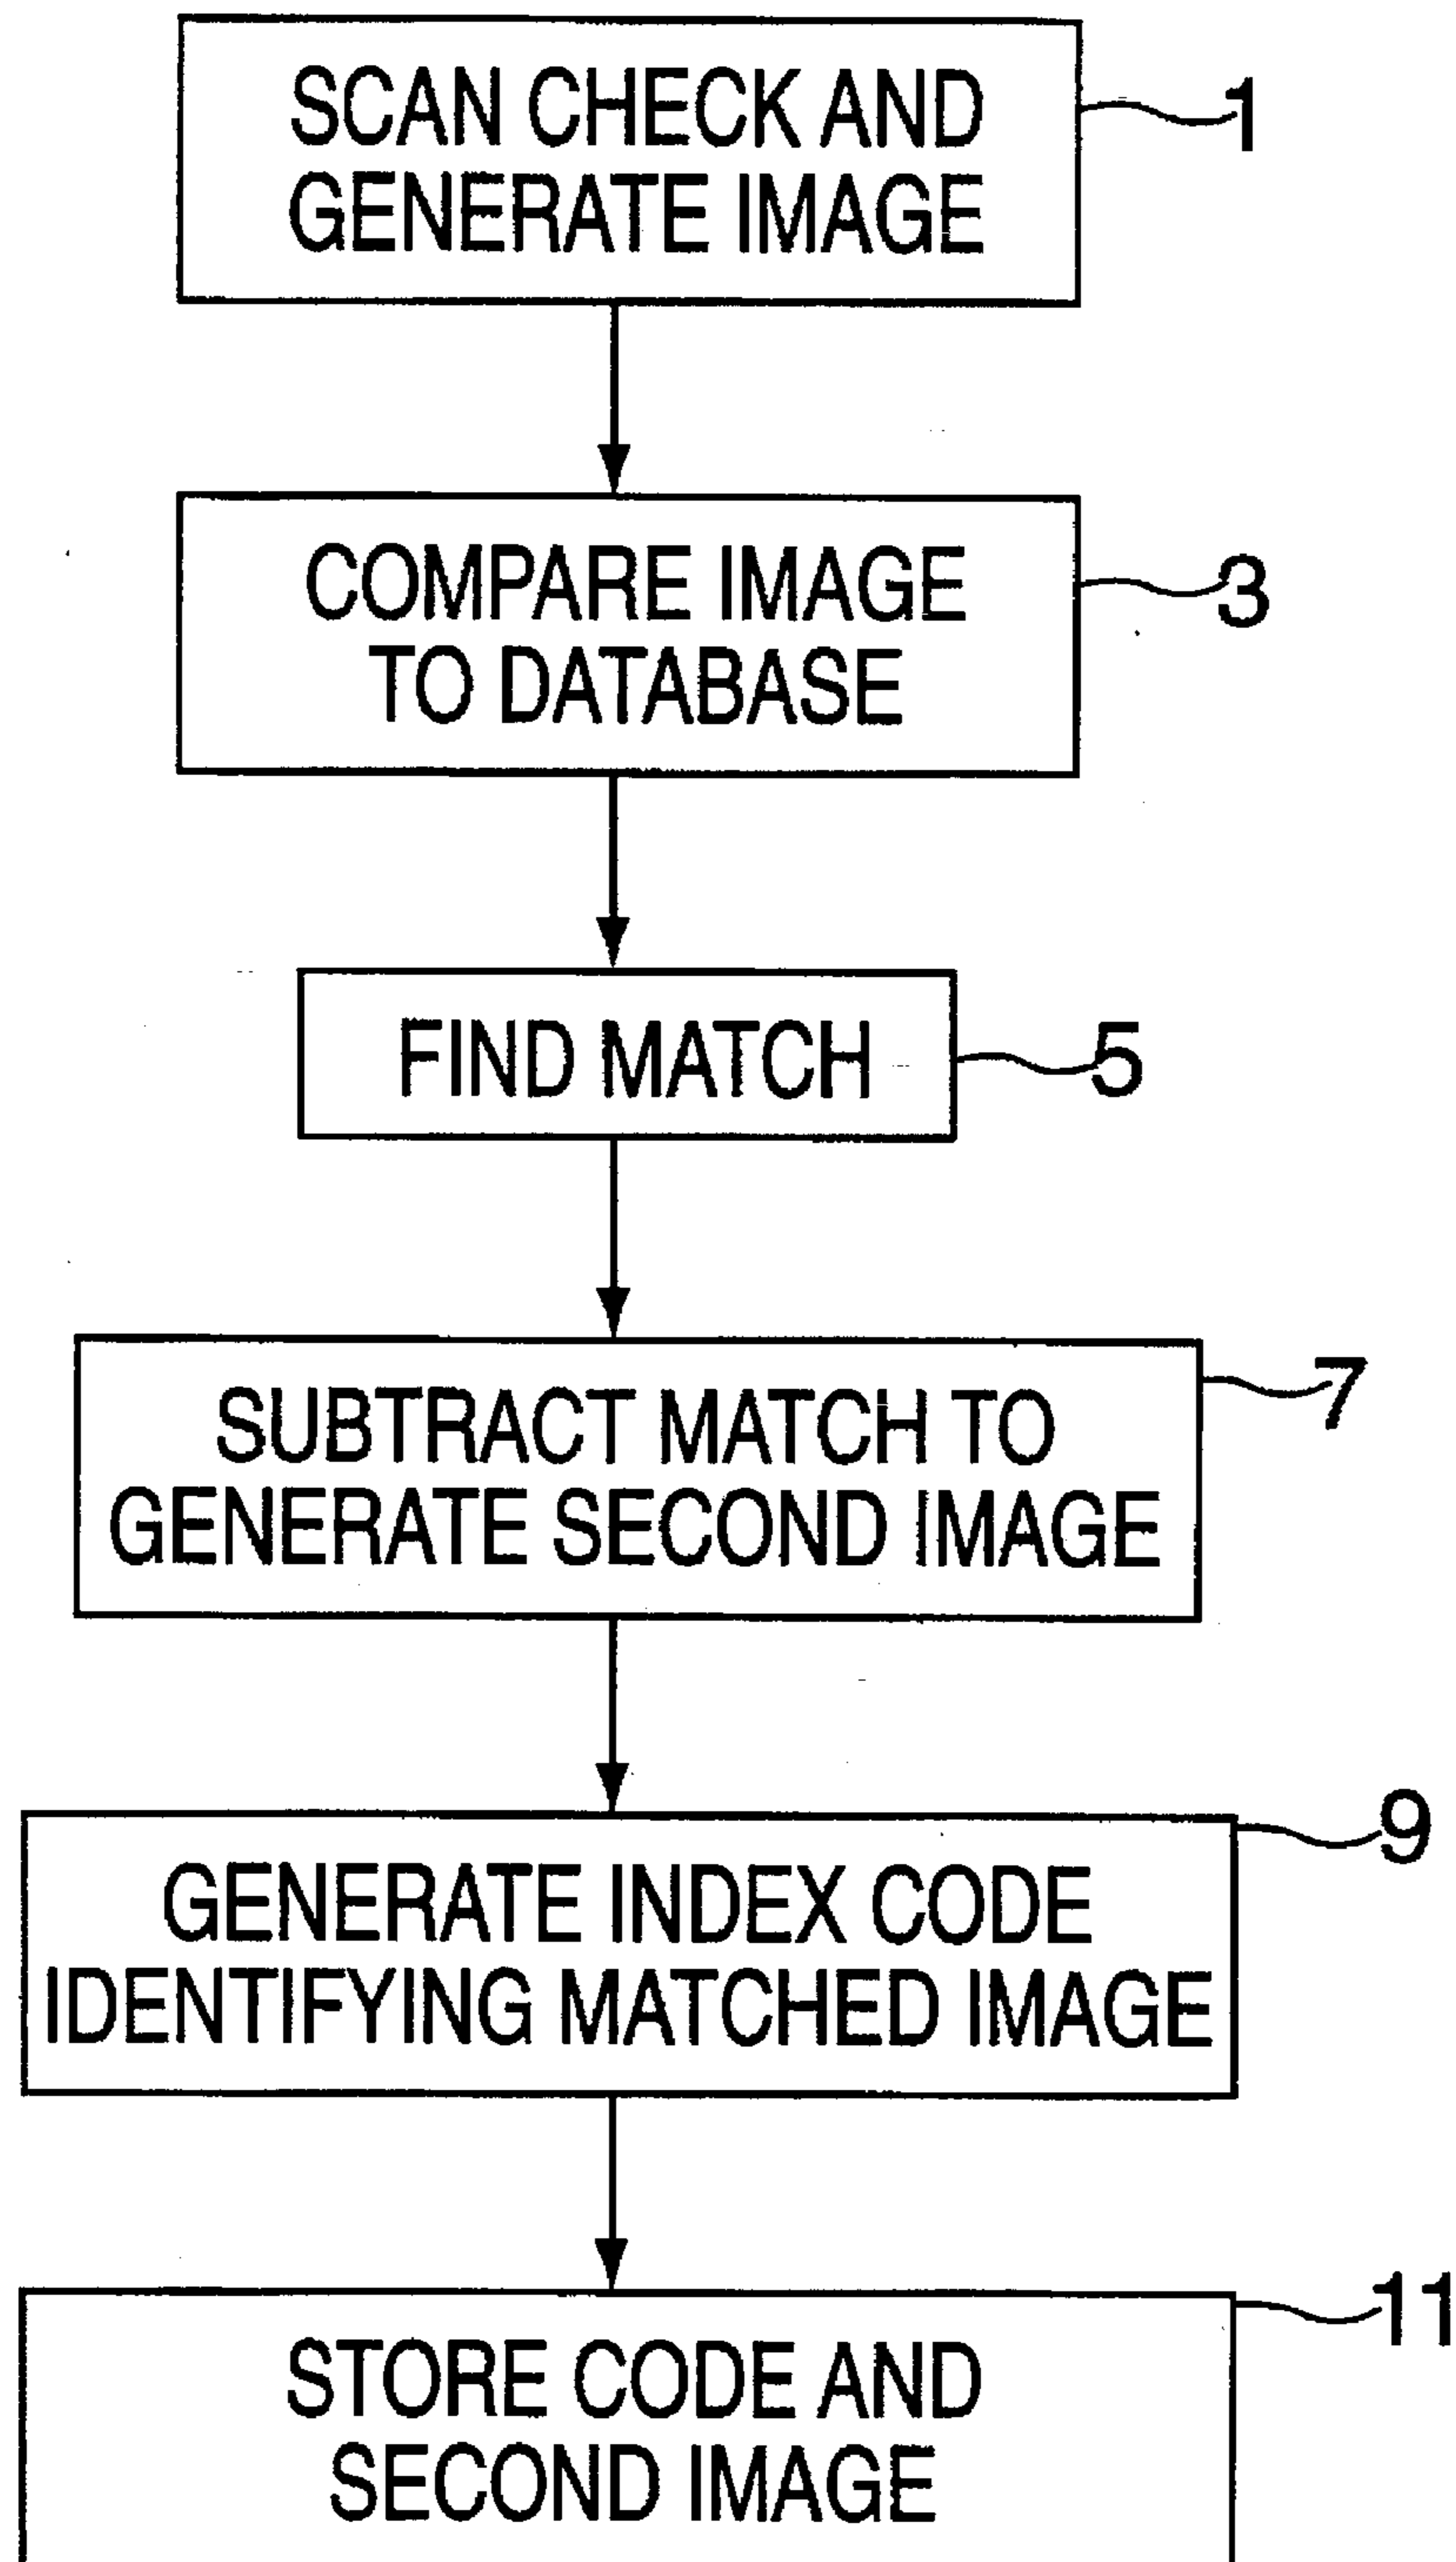 SCAN CHECK AND
GENERATE IMAGE
1
COMPARE IMAGE
TO DATABASE
3
FIND MATCH
5
SUBTRACT MATCH TO
GENERATE SECOND IMAGE
7
GENERATE INDEX CODE
IDENTIFYING MATCHED IMAGE
9
STORE CODE AND
SECOND IMAGE
11